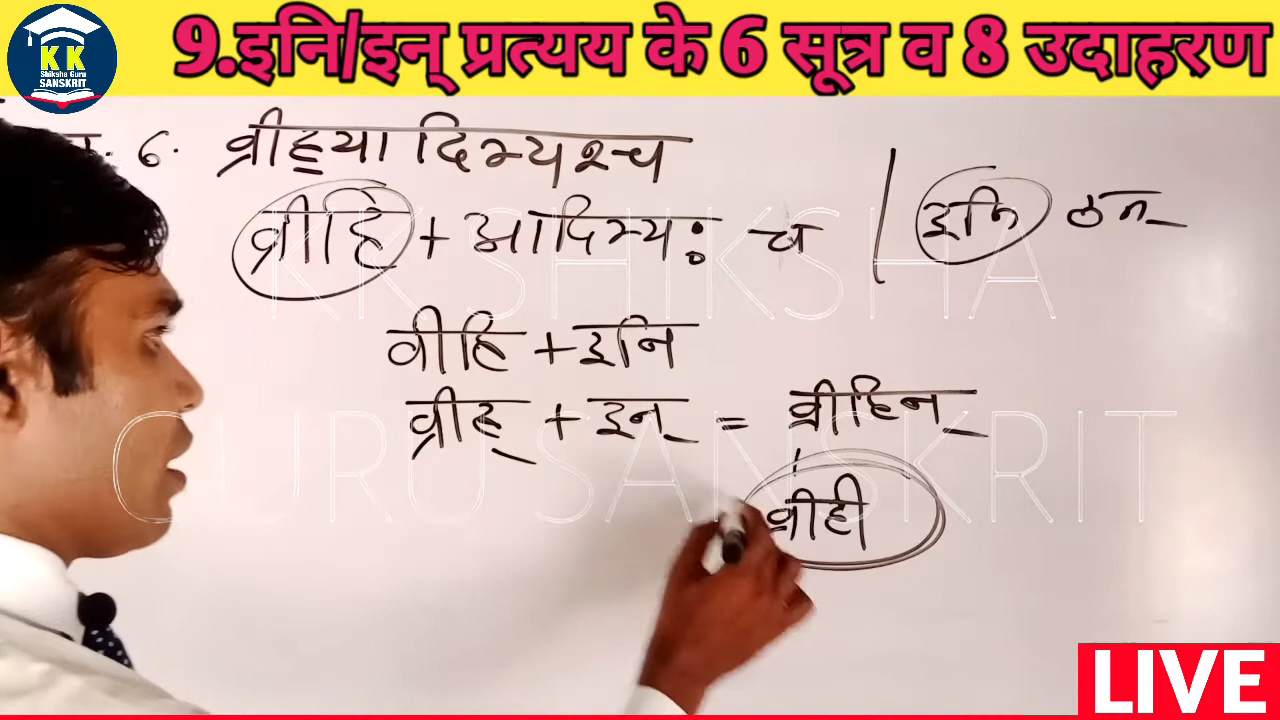 9.इनि/इन् प्रत्यय के 6 सूत्र व 8 उदाहरण
KK
Shiksha Guru
SANSKRIT
6. व्रीह्यादिभ्यश्च
व्रीहि + आदिभ्यः च | इनि ठन्
व्रीहि + इनि
व्रीह् + इन् = व्रीहिन्
व्रीही
KK SHIKSHA
GURU SANSKRIT
LIVE